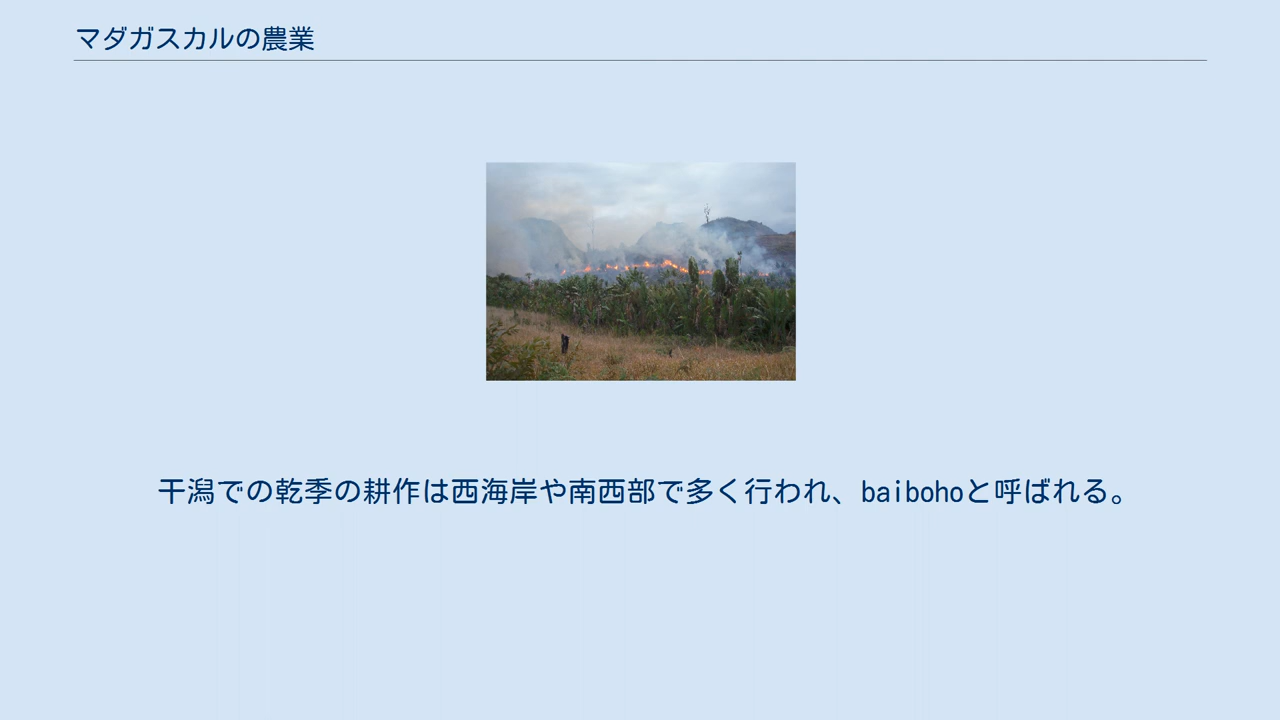 マダガスカルの農業
干潟での乾季の耕作は西海岸や南西部で多く行われ、baibohoと呼ばれる。